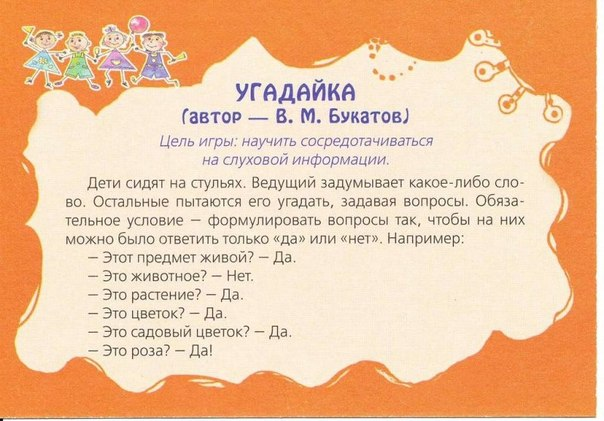 УГАДАЙКА
(автор — В. М. Букатов)
Цель игры: научить сосредотачиваться
на слуховой информации.
Дети сидят на стульях. Ведущий задумывает какое-либо сло-
во. Остальные пытаются его угадать, задавая вопросы. Обяза-
тельное условие – формулировать вопросы так, чтобы на них
можно было ответить только «да» или «нет». Например:
– Этот предмет живой? – Да.
– Это животное? – Нет.
– Это растение? – Да.
– Это цветок? – Да.
– Это садовый цветок? – Да.
– Это роза? – Да!